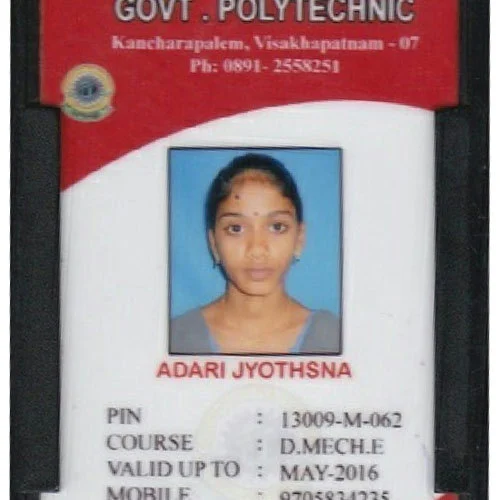 GOVT . POLYTECHNIC
Kancharapalem, Visakhapatnam - 07
Ph: 0891- 2558251
ADARI JYOTHSNA
PIN : 13009-M-062
COURSE : D.MECH.E
VALID UP TO : MAY-2016
MOBILE : 9705834235